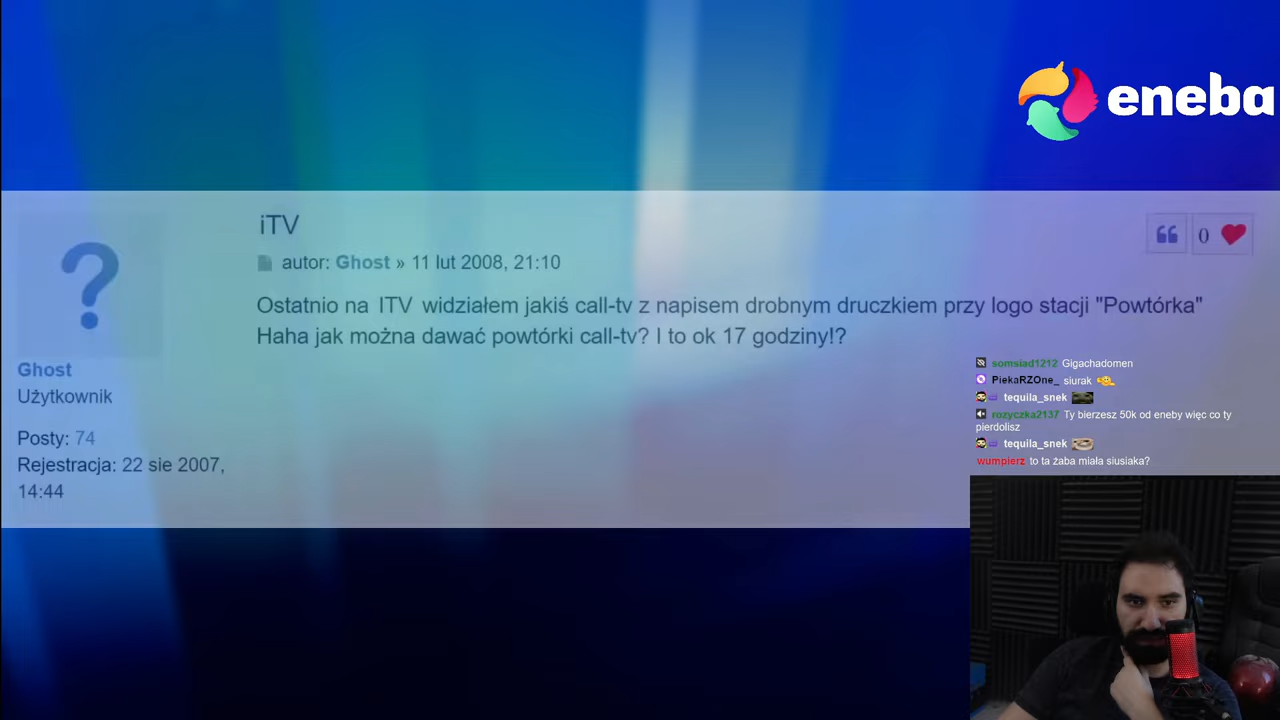 eneba
iTV
autor: Ghost » 11 lut 2008, 21:10
0
Ostatnio na ITV widziałem jakiś call-tv z napisem drobnym druczkiem przy logo stacji "Powtórka"
Haha jak można dawać powtórki call-tv? I to ok 17 godziny!?
Ghost
Użytkownik
Posty: 74
Rejestracja: 22 sie 2007,
14:44
somsiad1212 Gigachadomen
PiekaRZOne_ siurak
tequila_snek
rozyczka2137 Ty bierzesz 50k od eneby więc co ty
pierdolisz
tequila_snek
wumpierz to ta żaba miała siusiaka?